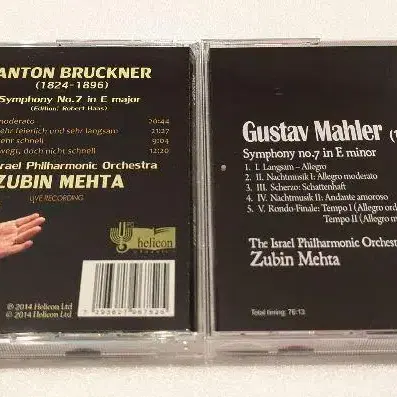 ANTON BRUCKNER
(1824-1896)
Symphony No.7 in E major
(Edition: Robert Haas)
moderato 20:44
sehr feierlich und sehr langsam 21:27
sehr schnell 9:04
bewegt, doch nicht schnell 12:20
Israel Philharmonic Orchestra
ZUBIN MEHTA
LIVE RECORDING
helicon
℗ 2014 Helicon Ltd
© 2014 Helicon Ltd
Gustav Mahler
Symphony no.7 in E minor
1. I. Langsam – Allegro
2. II. Nachtmusik I: Allegro moderato
3. III. Scherzo: Schattenhaft
4. IV. Nachtmusik II: Andante amoroso
5. V. Rondo-Finale: Tempo I (Allegro
Tempo II (Allegro
The Israel Philharmonic
Zubin Mehta
Total timing: 76:13